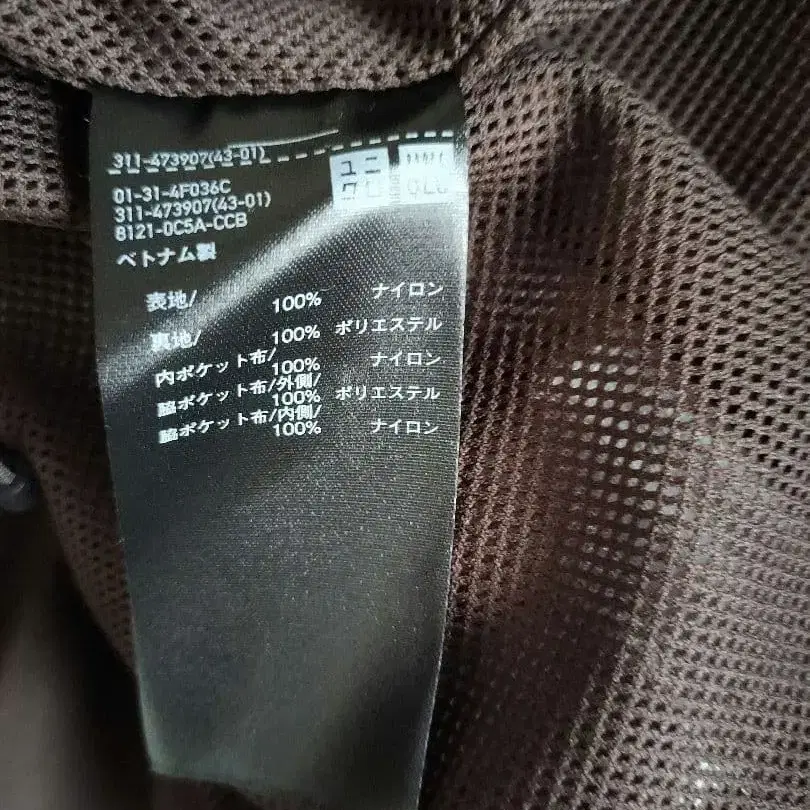 311-473907(43-01)
ユニ
クロ
01-31-4F036C
311-473907(43-01)
8121-0C5A-CCB
ベトナム製
表地/ 100% ナイロン
裏地/ 100% ポリエステル
内ポケット布/ 100% ナイロン
脇ポケット布/外側/ 100% ポリエステル
脇ポケット布/内側/ 100% ナイロン